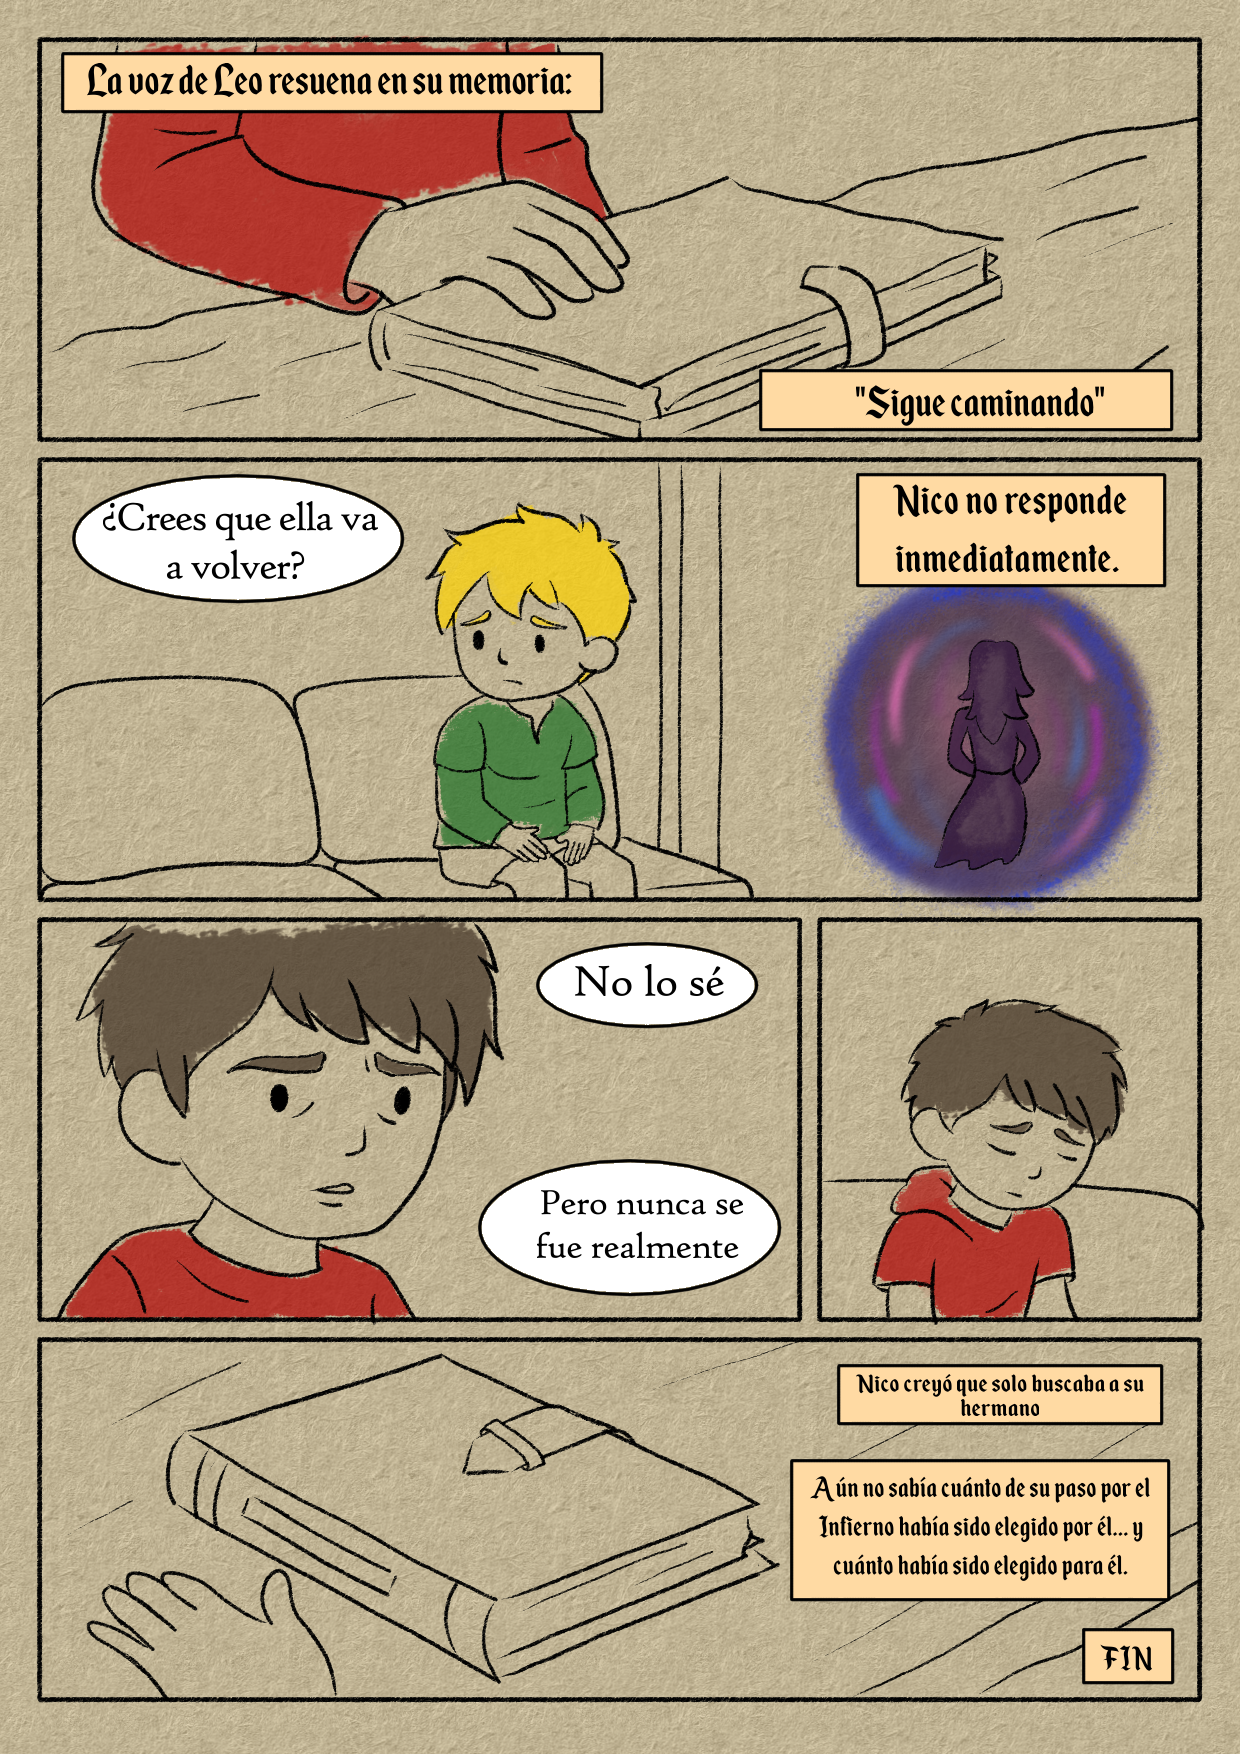 La voz de Leo resuena en su memoria:
"Sigue caminando"
¿Crees que ella va
a volver?
Nico no responde
inmediatamente.
No lo sé
Pero nunca se
fue realmente
Nico creyó que solo buscaba a su
hermano
Aún no sabía cuánto de su paso por el
Infierno había sido elegido por él... y
cuánto había sido elegido para él.
FIN